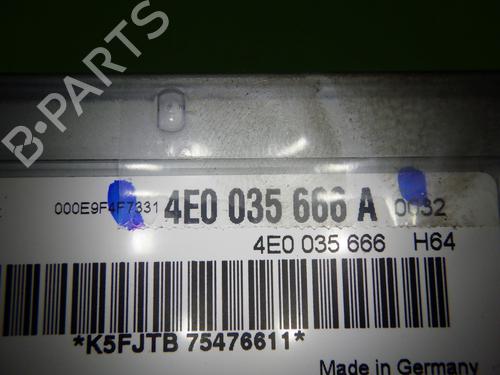 B-PARTS
000E9F4F7331 4E0 035 666 A 0032
4E0 035 666 H64
*K5FJTB 75476611*
Made in Germany